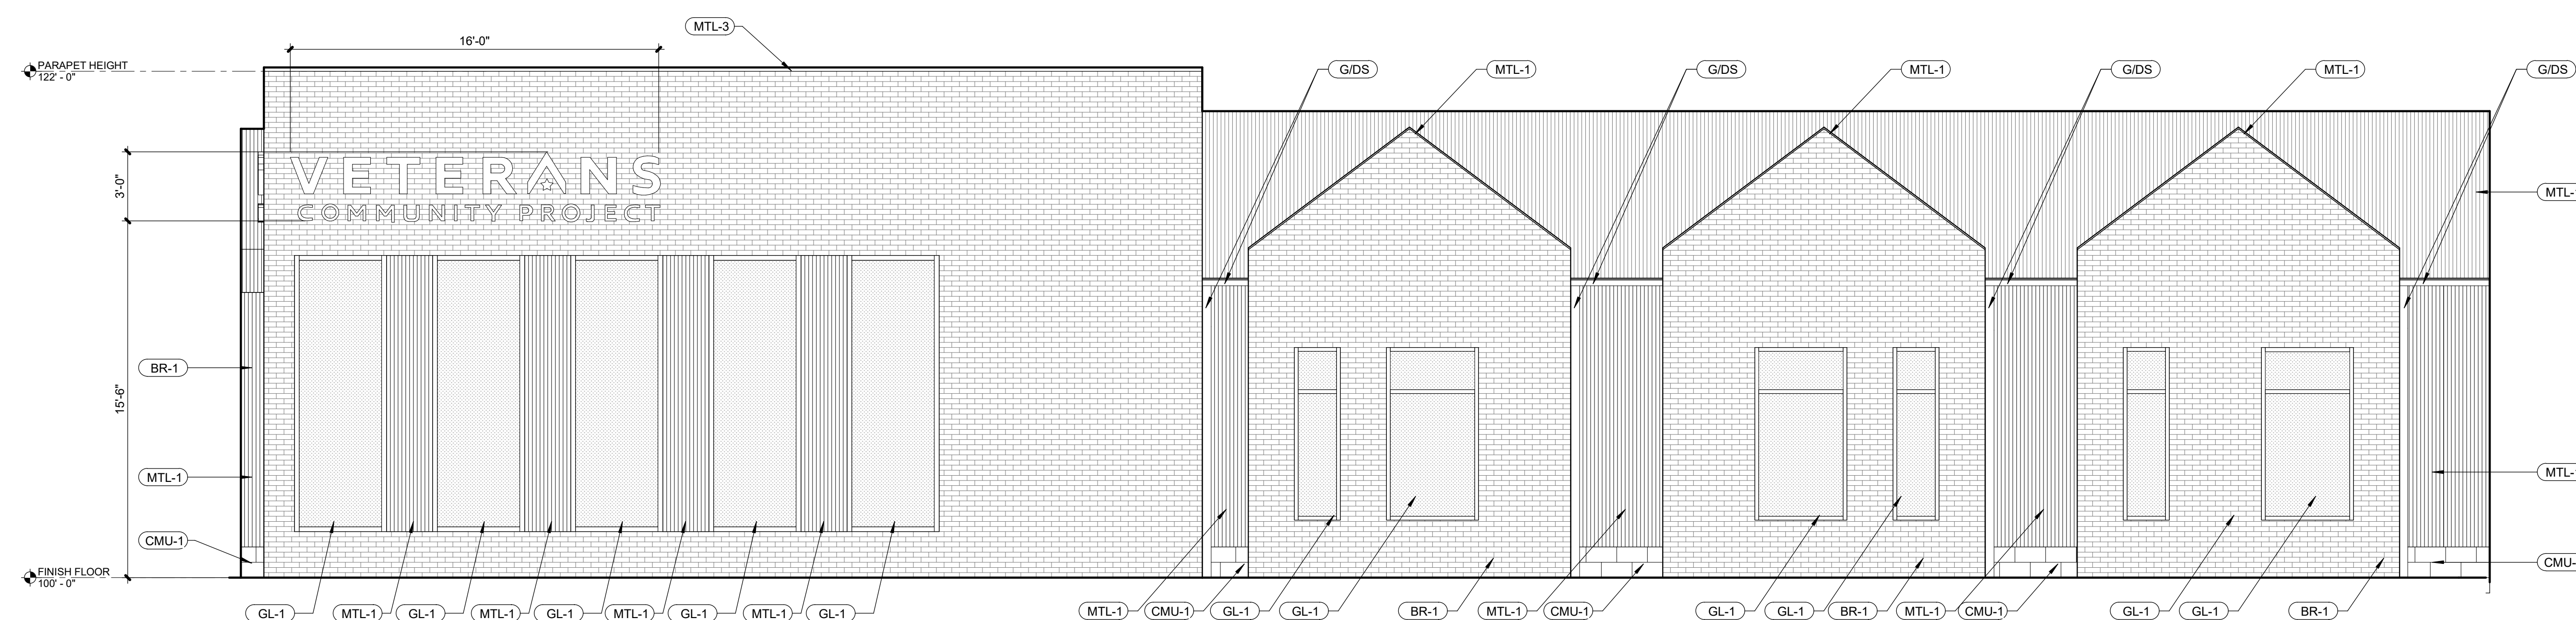 MTL-3
16'-0"
PARAPET HEIGHT
122' - 0"
G/DS
MTL-1
G/DS
MTL-1
G/DS
MTL-1
G/DS
3'-0"
VETERANS
COMMUNITY PROJECT
MTL-
BR-1
15'-6"
MTL-1
MTL-
CMU-1
CMU-
FINISH FLOOR
100' - 0"
GL-1
MTL-1
GL-1
MTL-1
GL-1
MTL-1
GL-1
MTL-1
GL-1
MTL-1
CMU-1
GL-1
GL-1
BR-1
MTL-1
CMU-1
GL-1
GL-1
BR-1
MTL-1
CMU-1
GL-1
GL-1
BR-1